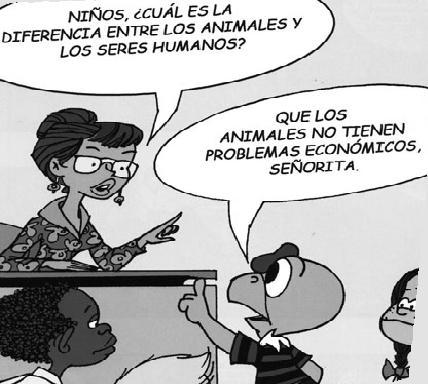 NIÑOS, ¿CUÁL ES LA
DIFERENCIA ENTRE LOS ANIMALES Y
LOS SERES HUMANOS?
QUE LOS
ANIMALES NO TIENEN
PROBLEMAS ECONÓMICOS,
SEÑORITA.